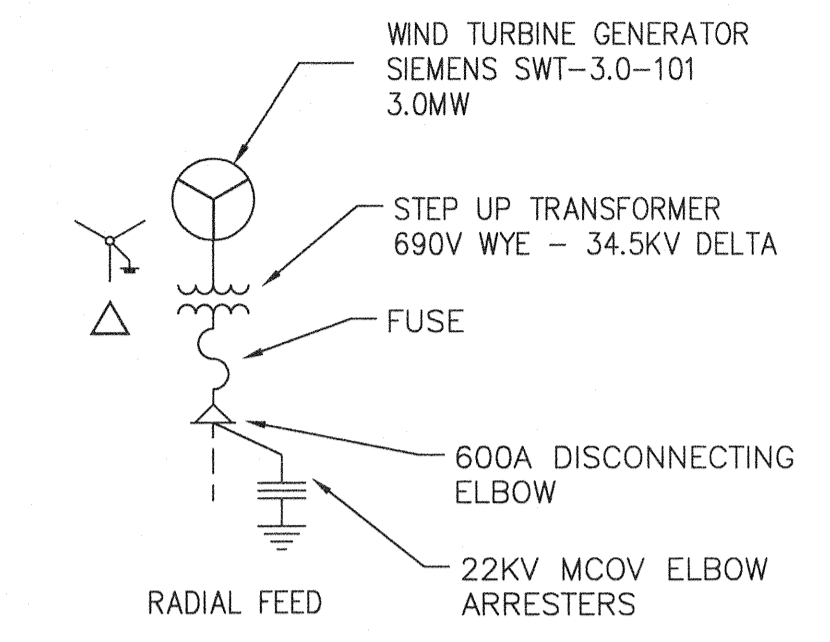 WIND TURBINE GENERATOR
SIEMENS SWT-3.0-101
3.0MW
STEP UP TRANSFORMER
690V WYE - 34.5KV DELTA
FUSE
600A DISCONNECTING
ELBOW
22KV MCOV ELBOW
ARRESTERS
RADIAL FEED